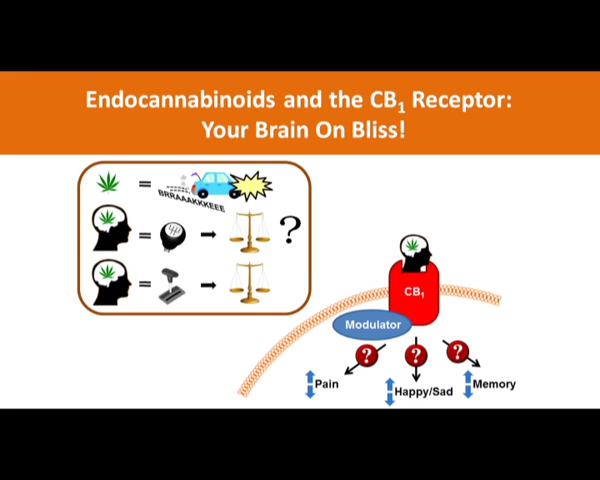 Endocannabinoids and the CB₁ Receptor:
Your Brain On Bliss!
=
BRRAAAKKKEEE
=
?
=
CB₁
Modulator
? ? ?
Pain
Happy/Sad
Memory